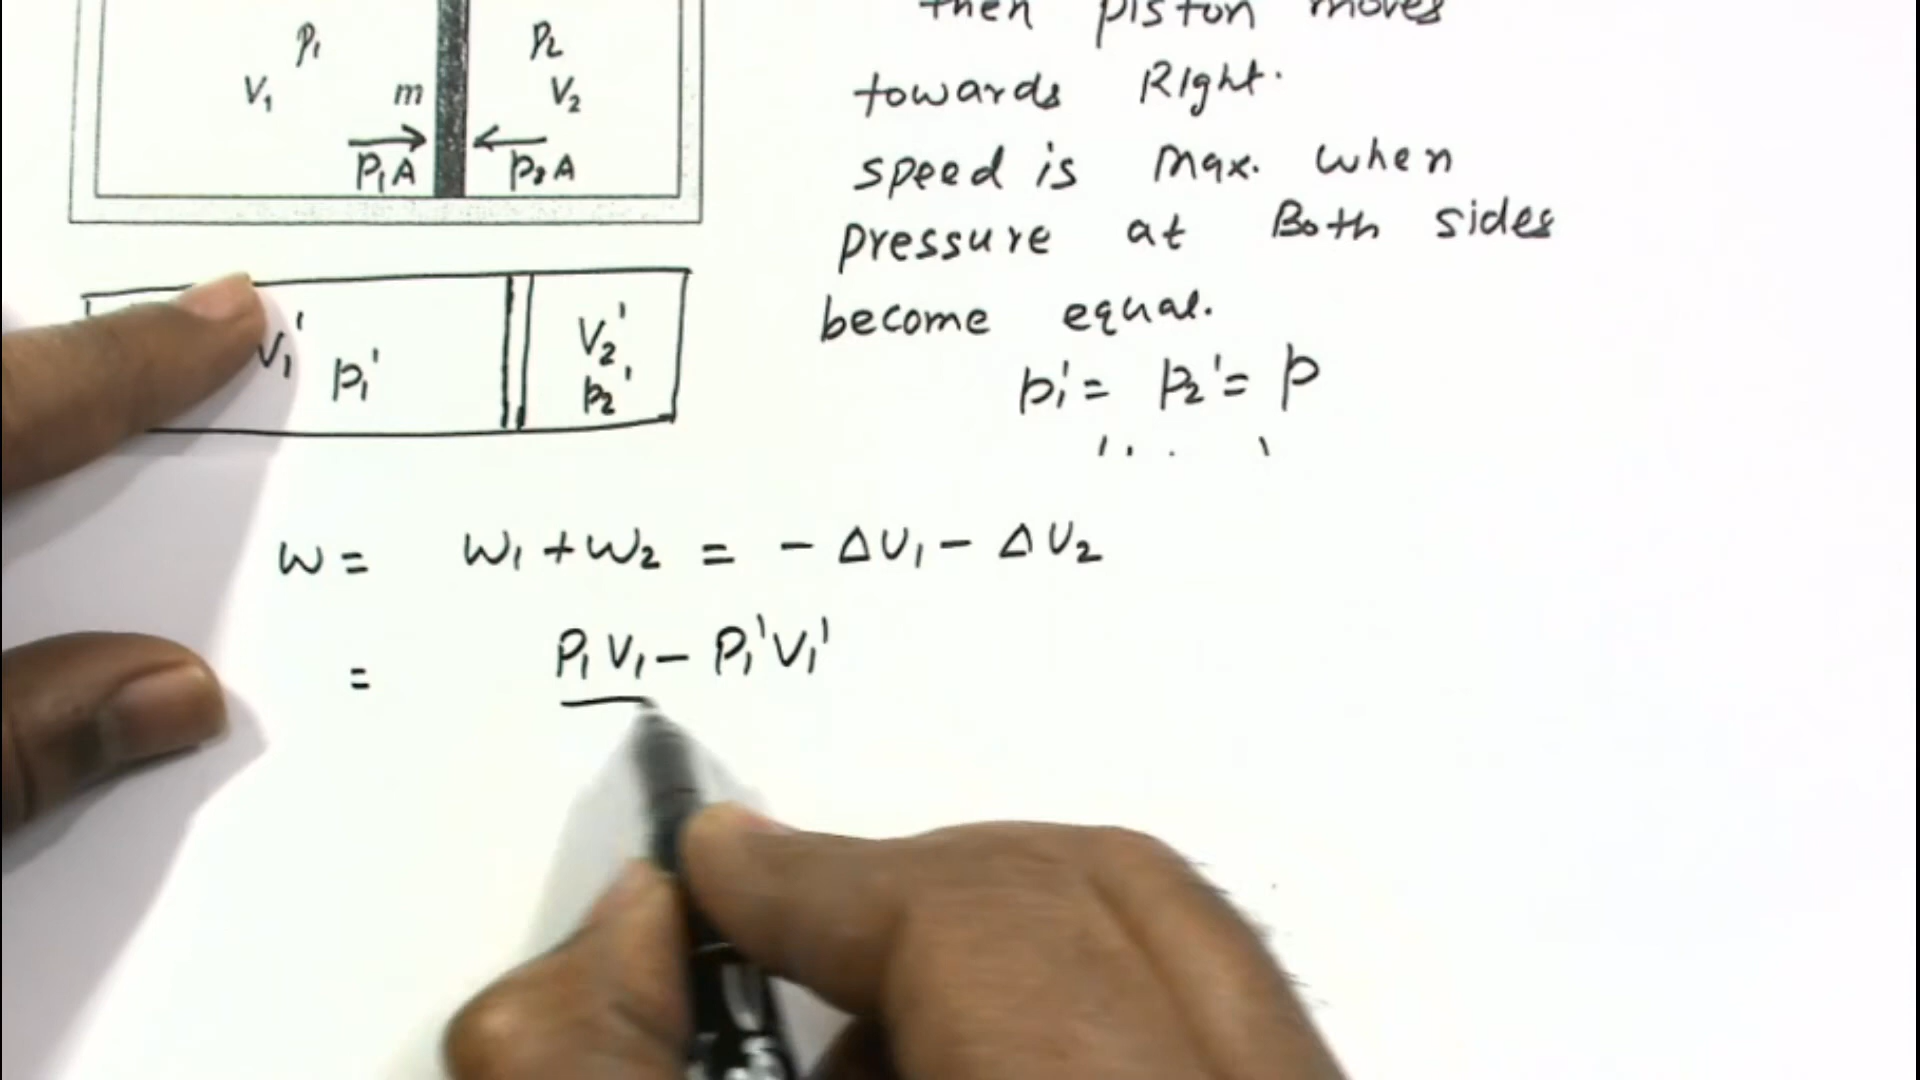 then piston moves
P₁ P₂
V₁ m V₂
P₁A P₂A
towards Right.
speed is max. when
pressure at Both sides
become equal.
V₁' V₂'
P₁' P₂'
P₁' = P₂' = P
W = W₁ + W₂ = - ΔU₁ - ΔU₂
= P₁V₁ - P₁'V₁'